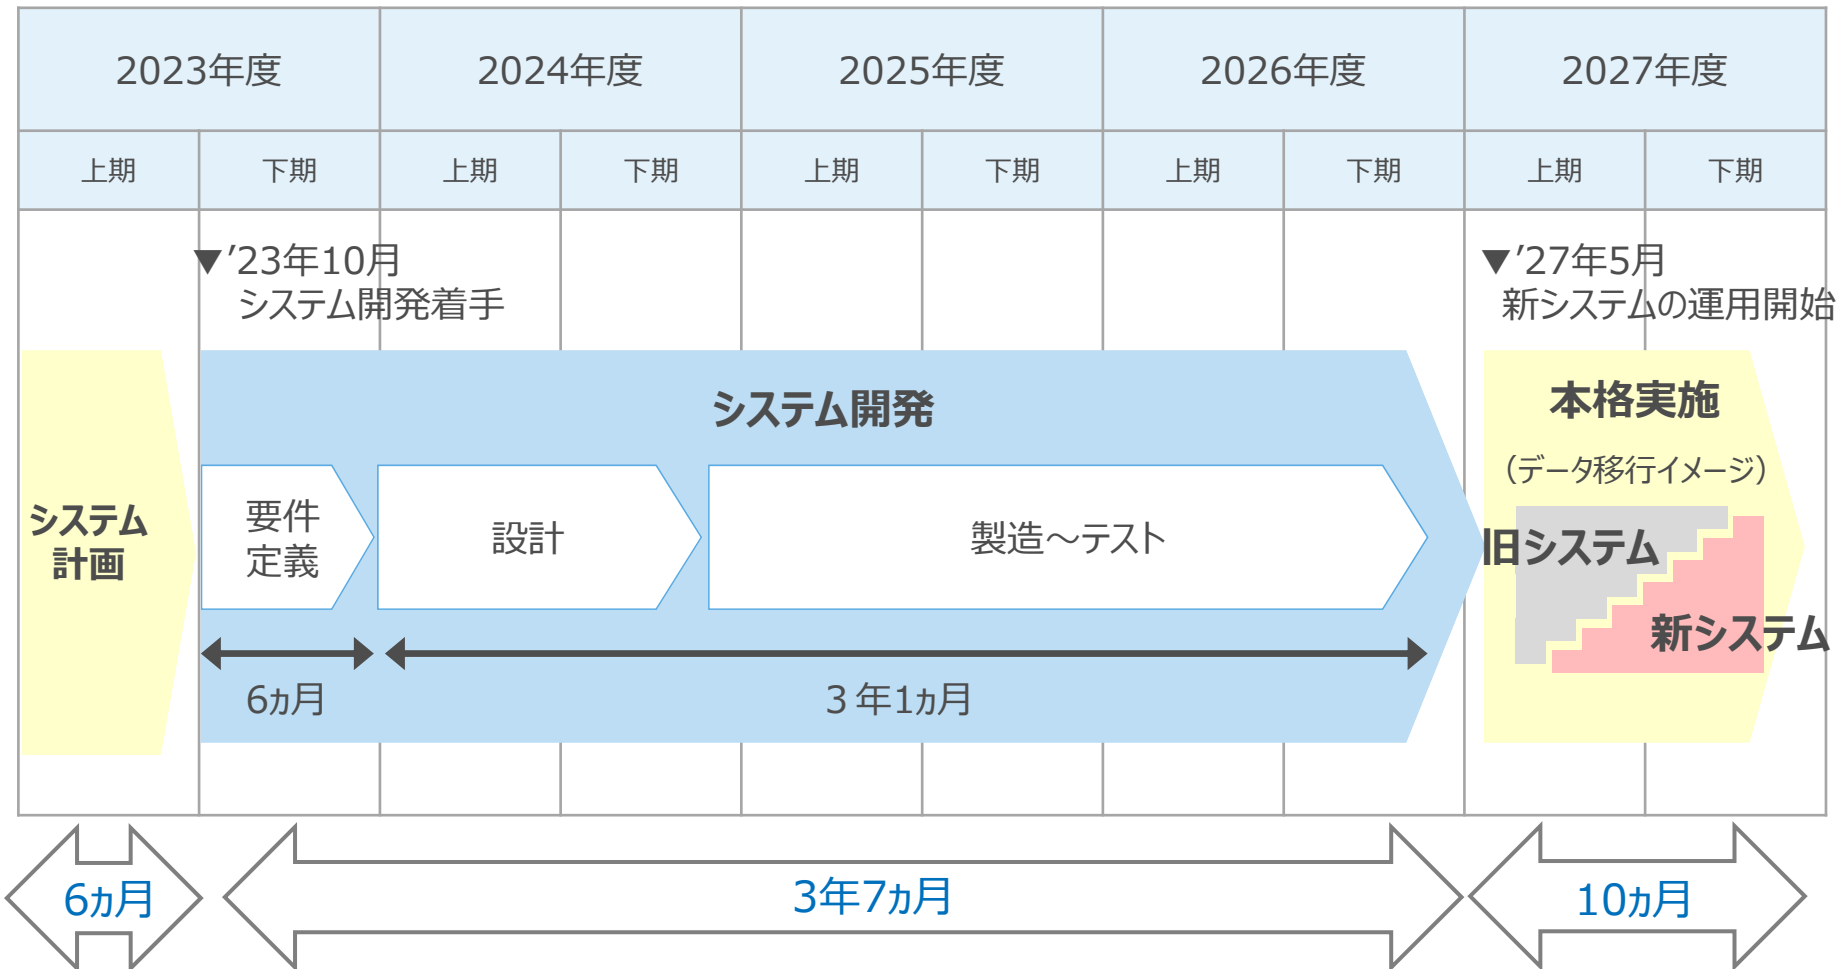 2023年度
2024年度
2025年度
2026年度
2027年度
上期
下期
上期
下期
上期
下期
上期
下期
上期
下期
▼’23年10月
システム開発着手
▼’27年5月
新システムの運用開始
システム
計画
システム開発
要件
定義
設計
製造～テスト
6ヵ月
３年1ヵ月
本格実施
（データ移行イメージ）
旧システム
新システム
6ヵ月
3年7ヵ月
10ヵ月